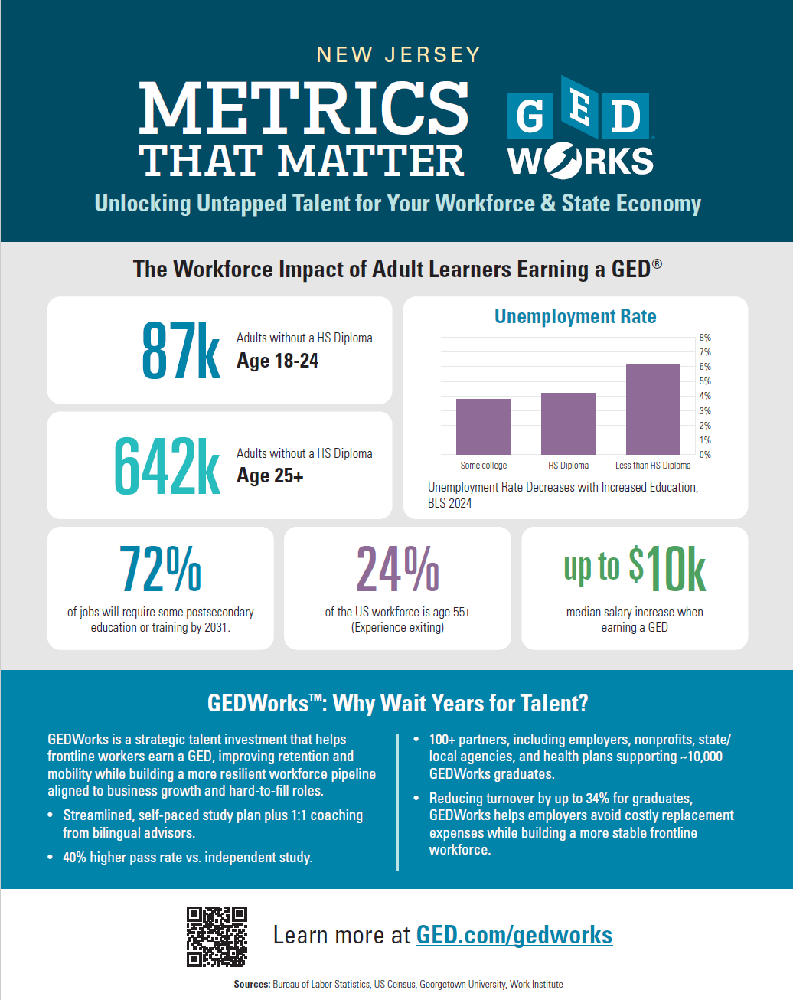 NEW JERSEY
METRICS
THAT MATTER
GED®
WORKS
Unlocking Untapped Talent for Your Workforce & State Economy
The Workforce Impact of Adult Learners Earning a GED®
87k
Adults without a HS Diploma
Age 18-24
642k
Adults without a HS Diploma
Age 25+
Unemployment Rate
8%
7%
6%
5%
4%
3%
2%
1%
0%
Some college
HS Diploma
Less than HS Diploma
Unemployment Rate Decreases with Increased Education,
BLS 2024
72%
of jobs will require some postsecondary
education or training by 2031.
24%
of the US workforce is age 55+
(Experience exiting)
up to $10k
median salary increase when
earning a GED
GEDWorks™: Why Wait Years for Talent?
GEDWorks is a strategic talent investment that helps
frontline workers earn a GED, improving retention and
mobility while building a more resilient workforce pipeline
aligned to business growth and hard-to-fill roles.
• Streamlined, self-paced study plan plus 1:1 coaching
from bilingual advisors.
• 40% higher pass rate vs. independent study.
• 100+ partners, including employers, nonprofits, state/
local agencies, and health plans supporting ~10,000
GEDWorks graduates.
• Reducing turnover by up to 34% for graduates,
GEDWorks helps employers avoid costly replacement
expenses while building a more stable frontline
workforce.
Learn more at GED.com/gedworks
Sources: Bureau of Labor Statistics, US Census, Georgetown University, Work Institute